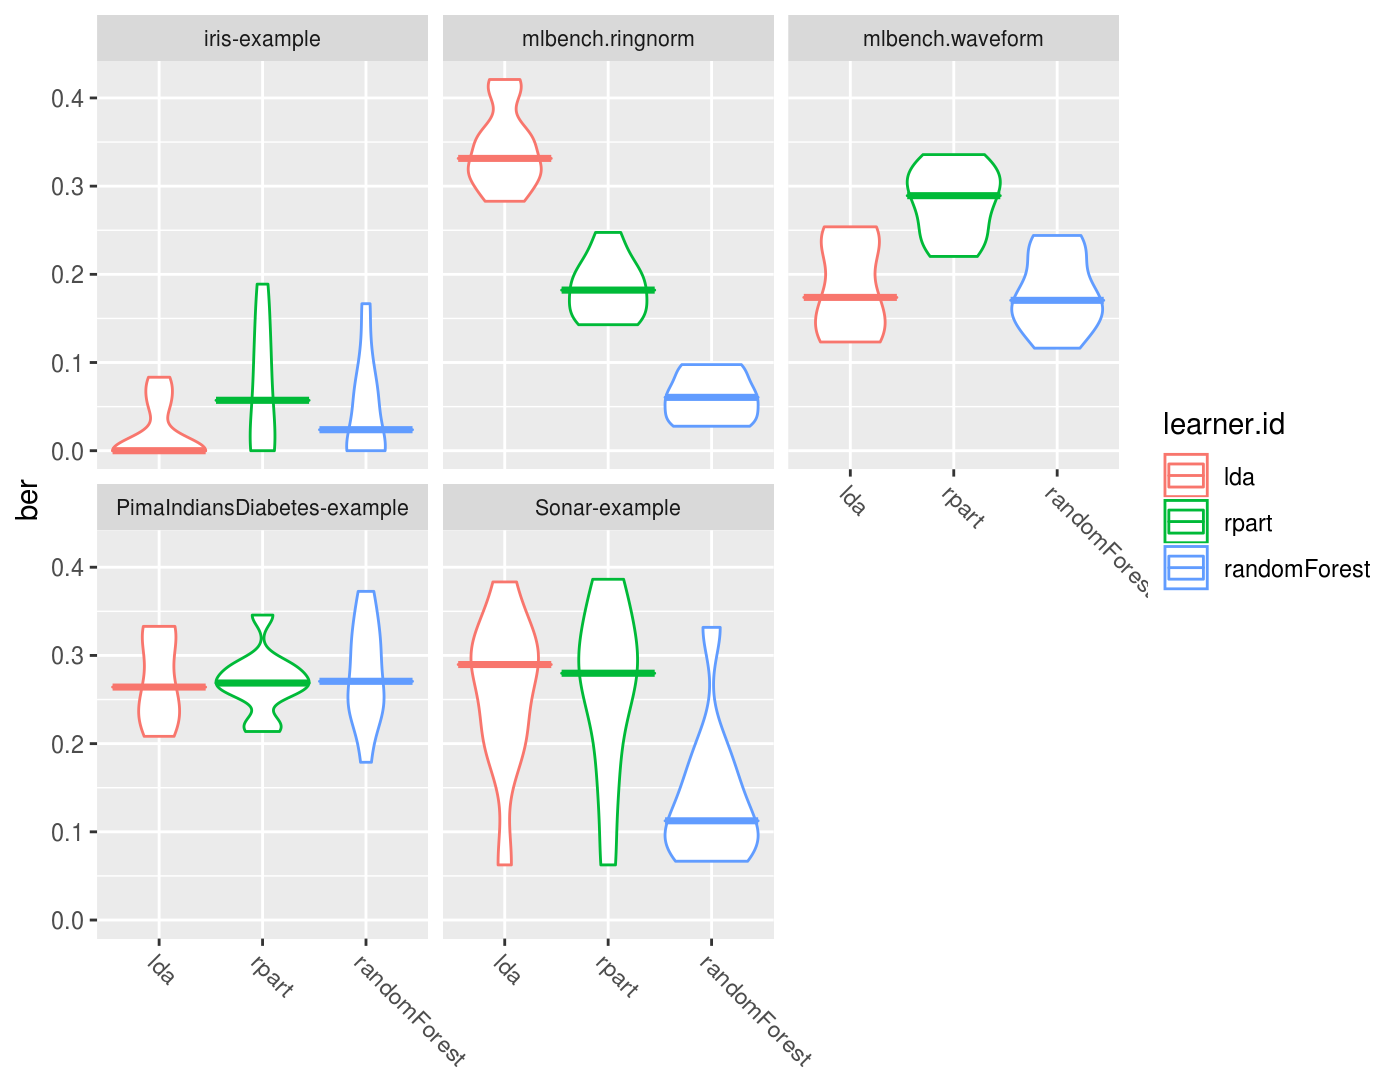 iris-example
mlbench.ringnorm
mlbench.waveform
0.4
0.3
0.2
0.1
0.0
lda
rpart
randomForest
ber
PimaIndiansDiabetes-example
Sonar-example
0.4
0.3
0.2
0.1
0.0
lda
rpart
randomForest
lda
rpart
randomForest
learner.id
lda
rpart
randomForest